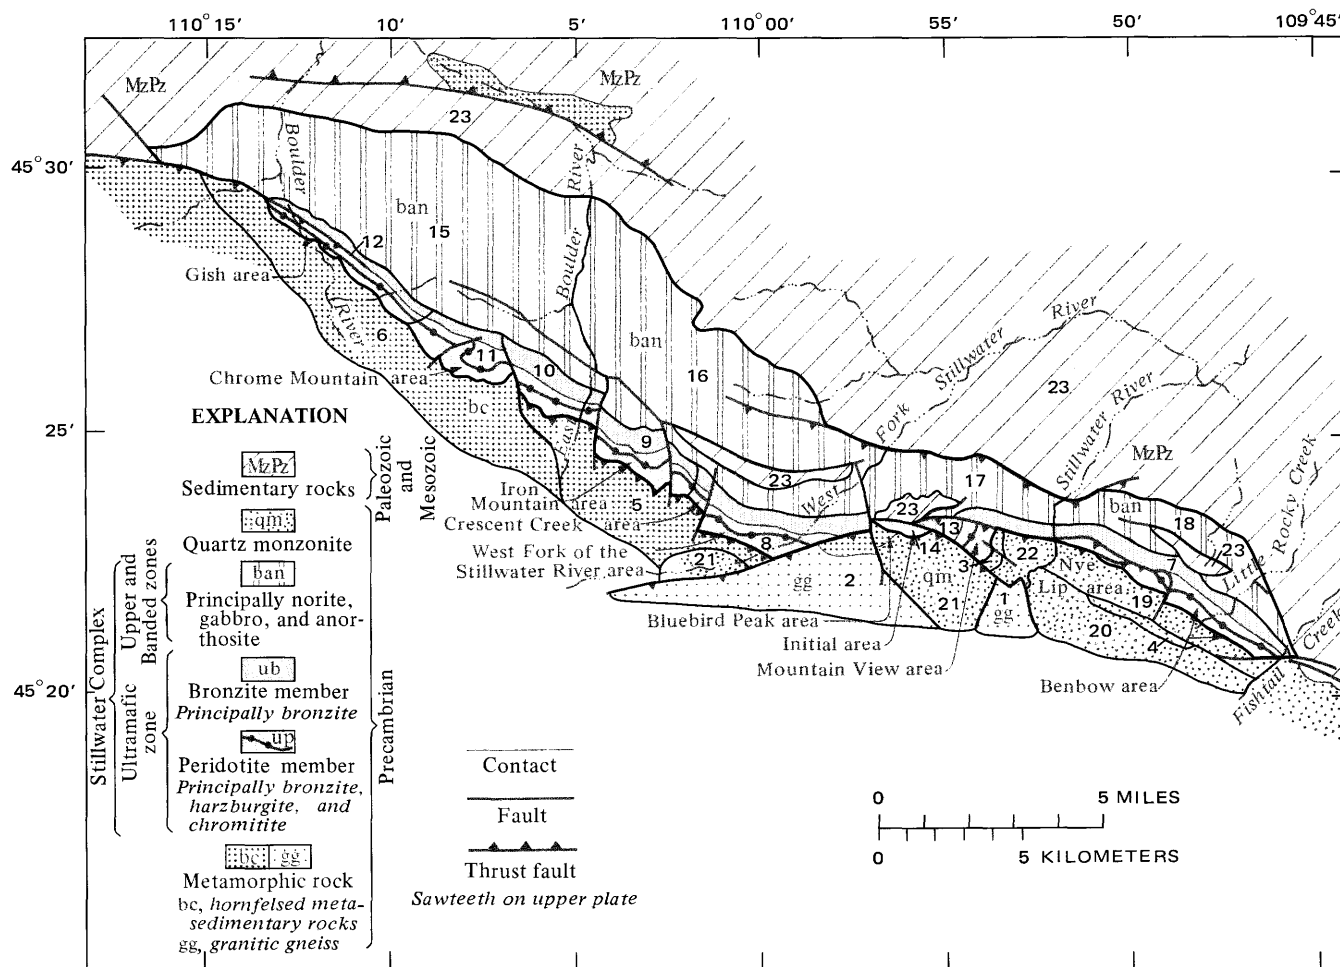 110°15′
10′
5′
110°00′
55′
50′
109°45′
45°30′
25′
45°20′
MzPz
MzPz
23
Boulder
River
ban
15
12
Gish area
River
6
Boulder
ban
16
11
10
Chrome Mountain area
bc
East
9
Iron
Mountain area
5
Crescent Creek area
23
West
Fork
Stillwater
River
23
Stillwater
River
MzPz
17
23
ban
18
23
Little
Rocky Creek
West Fork of the
Stillwater River area
21
8
gg
2
13
14
3
22
Nye
Lip area
7
19
qm
21
1
gg
20
4
Bluebird Peak area
Initial area
Mountain View area
Benbow area
Fishtail
Creek
EXPLANATION
MzPz
Sedimentary rocks
Paleozoic
and
Mesozoic
qm
Quartz monzonite
ban
Principally norite,
gabbro, and anor-
thosite
Upper and
Banded zones
ub
Bronzite member
Principally bronzite
up
Peridotite member
Principally bronzite,
harzburgite, and
chromitite
Ultramafic
zone
Stillwater Complex
bc gg
Metamorphic rock
bc, hornfelsed meta-
sedimentary rocks
gg, granitic gneiss
Precambrian
Contact
Fault
Thrust fault
Sawteeth on upper plate
0 5 MILES
0 5 KILOMETERS